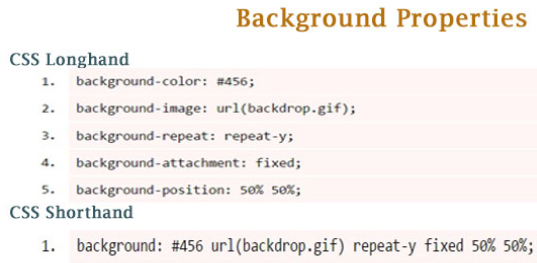 Background Properties
CSS Longhand
1. background-color: #456;
2. background-image: url(backdrop.gif);
3. background-repeat: repeat-y;
4. background-attachment: fixed;
5. background-position: 50% 50%;
CSS Shorthand
1. background: #456 url(backdrop.gif) repeat-y fixed 50% 50%;